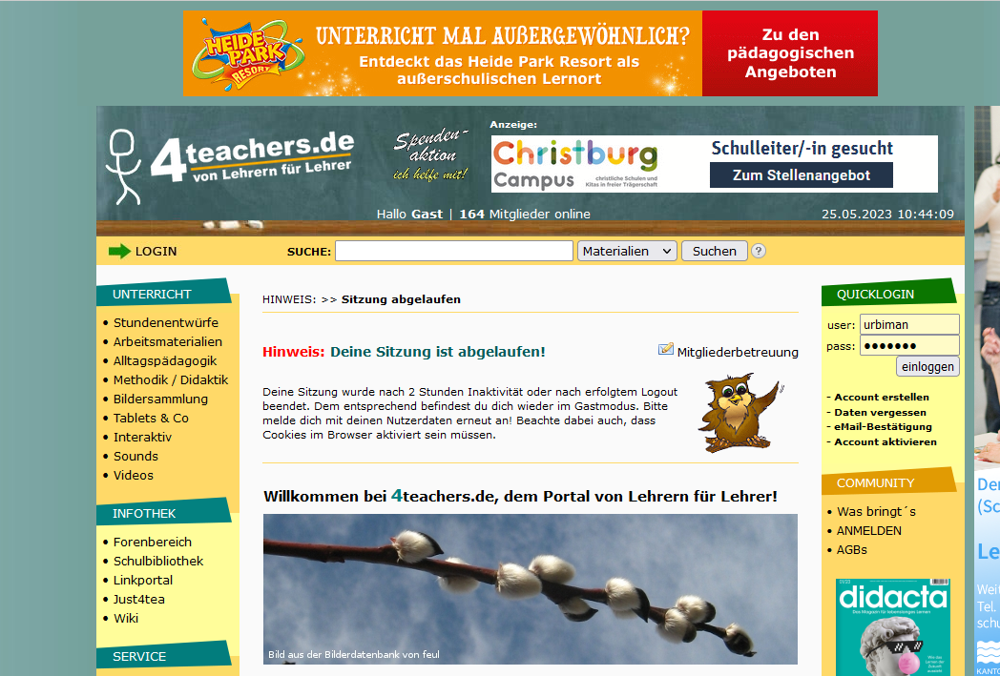 HEIDE
PARK
RESORT
UNTERRICHT MAL AUßERGEWÖHNLICH?
Entdeckt das Heide Park Resort als
außerschulischen Lernort
Zu den
pädagogischen
Angeboten
4teachers.de
von Lehrern für Lehrer
Spenden-
aktion
ich helfe mit!
Anzeige:
Christburg
Campus
christliche Schulen und
Kitas in freier Trägerschaft
Schulleiter/-in gesucht
Zum Stellenangebot
Hallo Gast | 164 Mitglieder online
25.05.2023 10:44:09
LOGIN
SUCHE:
Materialien
Suchen
?
UNTERRICHT
• Stundenentwürfe
• Arbeitsmaterialien
• Alltagspädagogik
• Methodik / Didaktik
• Bildersammlung
• Tablets & Co
• Interaktiv
• Sounds
• Videos
INFOTHEK
• Forenbereich
• Schulbibliothek
• Linkportal
• Just4tea
• Wiki
SERVICE
HINWEIS: >> Sitzung abgelaufen
Hinweis: Deine Sitzung ist abgelaufen!
Mitgliederbetreuung
Deine Sitzung wurde nach 2 Stunden Inaktivität oder nach erfolgtem Logout
beendet. Dem entsprechend befindest du dich wieder im Gastmodus. Bitte
melde dich mit deinen Nutzerdaten erneut an! Beachte dabei auch, dass
Cookies im Browser aktiviert sein müssen.
Willkommen bei 4teachers.de, dem Portal von Lehrern für Lehrer!
Bild aus der Bilderdatenbank von feul
QUICKLOGIN
user: urbiman
pass: •••••••
einloggen
- Account erstellen
- Daten vergessen
- eMail-Bestätigung
- Account aktivieren
COMMUNITY
• Was bringt´s
• ANMELDEN
• AGBs
didacta
Das Magazin für lebenslanges Lernen
Der
(Sc
Le
Weit
Tel.
schu
KANTO